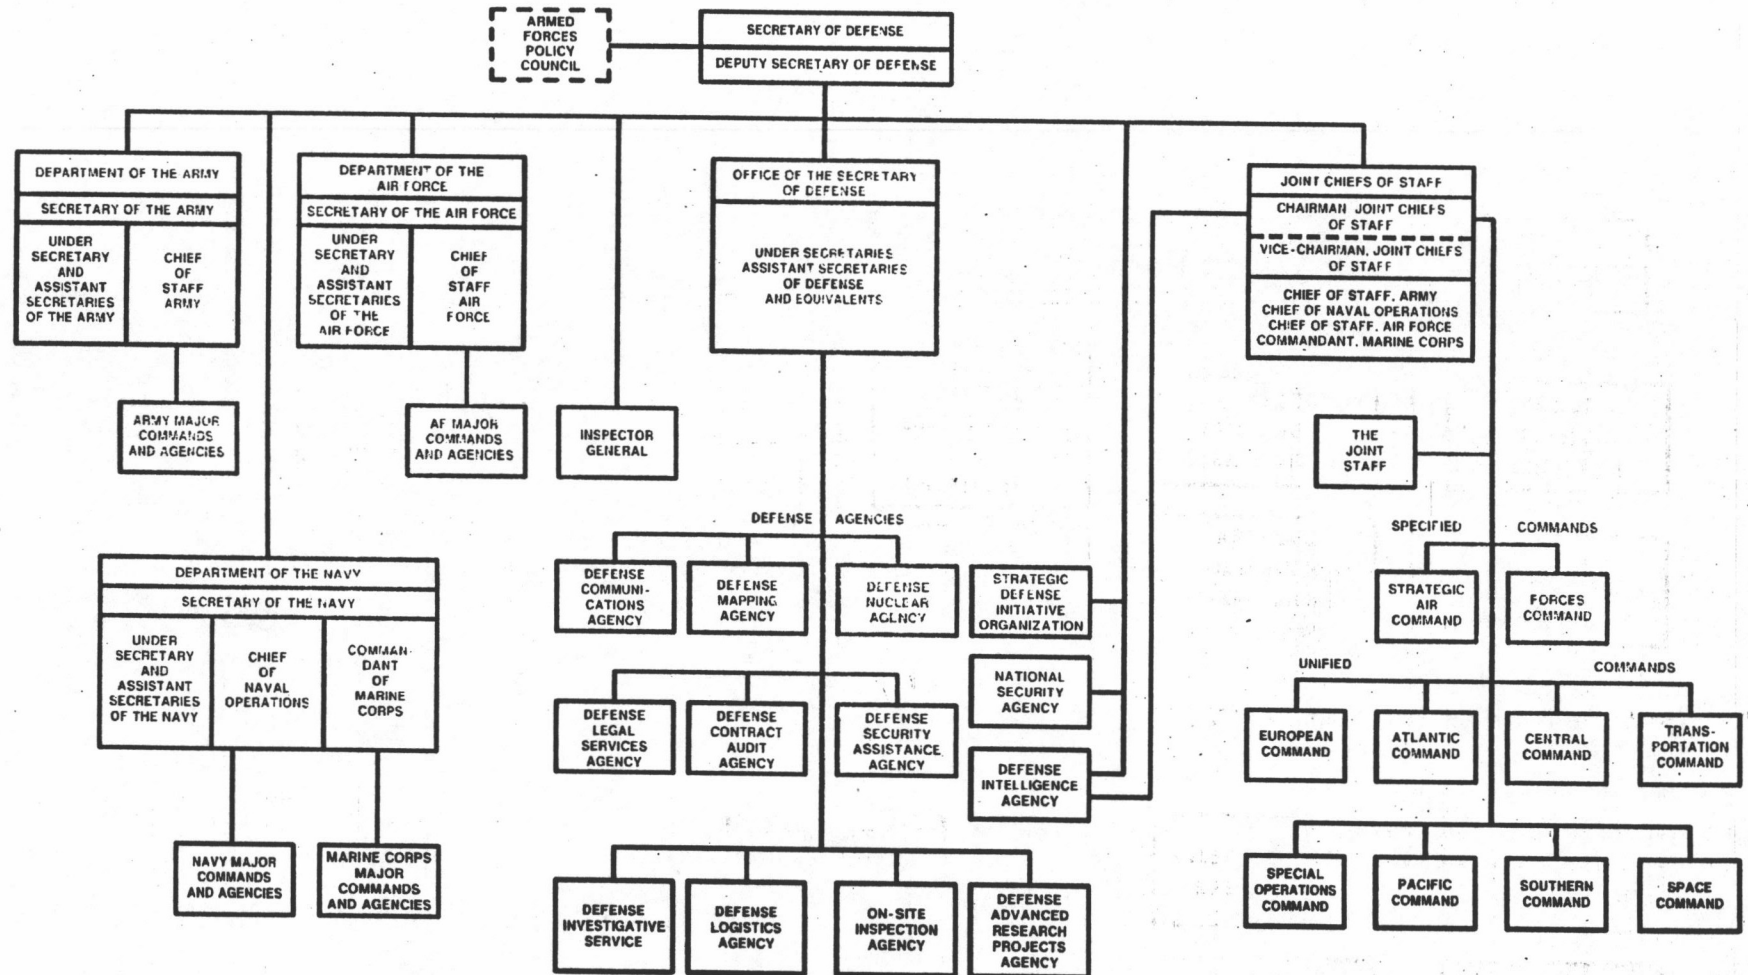 ARMED
FORCES
POLICY
COUNCIL
SECRETARY OF DEFENSE
DEPUTY SECRETARY OF DEFENSE
DEPARTMENT OF THE ARMY
SECRETARY OF THE ARMY
UNDER
SECRETARY
AND
ASSISTANT
SECRETARIES
OF THE ARMY
CHIEF
OF
STAFF
ARMY
ARMY MAJOR
COMMANDS
AND AGENCIES
DEPARTMENT OF THE
AIR FORCE
SECRETARY OF THE AIR FORCE
UNDER
SECRETARY
AND
ASSISTANT
SECRETARIES
OF THE
AIR FORCE
CHIEF
OF
STAFF
AIR
FORCE
AF MAJOR
COMMANDS
AND AGENCIES
INSPECTOR
GENERAL
OFFICE OF THE SECRETARY
OF DEFENSE
UNDER SECRETARIES
ASSISTANT SECRETARIES
OF DEFENSE
AND EQUIVALENTS
JOINT CHIEFS OF STAFF
CHAIRMAN JOINT CHIEFS
OF STAFF
VICE-CHAIRMAN, JOINT CHIEFS
OF STAFF
CHIEF OF STAFF, ARMY
CHIEF OF NAVAL OPERATIONS
CHIEF OF STAFF, AIR FORCE
COMMANDANT, MARINE CORPS
THE
JOINT
STAFF
DEPARTMENT OF THE NAVY
SECRETARY OF THE NAVY
UNDER
SECRETARY
AND
ASSISTANT
SECRETARIES
OF THE NAVY
CHIEF
OF
NAVAL
OPERATIONS
COMMAN-
DANT
OF
MARINE
CORPS
NAVY MAJOR
COMMANDS
AND AGENCIES
MARINE CORPS
MAJOR
COMMANDS
AND AGENCIES
DEFENSE AGENCIES
DEFENSE
COMMUNI-
CATIONS
AGENCY
DEFENSE
MAPPING
AGENCY
DEFENSE
NUCLEAR
AGENCY
STRATEGIC
DEFENSE
INITIATIVE
ORGANIZATION
DEFENSE
LEGAL
SERVICES
AGENCY
DEFENSE
CONTRACT
AUDIT
AGENCY
DEFENSE
SECURITY
ASSISTANCE
AGENCY
NATIONAL
SECURITY
AGENCY
DEFENSE
INTELLIGENCE
AGENCY
DEFENSE
INVESTIGATIVE
SERVICE
DEFENSE
LOGISTICS
AGENCY
ON-SITE
INSPECTION
AGENCY
DEFENSE
ADVANCED
RESEARCH
PROJECTS
AGENCY
SPECIFIED COMMANDS
STRATEGIC
AIR
COMMAND
FORCES
COMMAND
UNIFIED COMMANDS
EUROPEAN
COMMAND
ATLANTIC
COMMAND
CENTRAL
COMMAND
TRANS-
PORTATION
COMMAND
SPECIAL
OPERATIONS
COMMAND
PACIFIC
COMMAND
SOUTHERN
COMMAND
SPACE
COMMAND